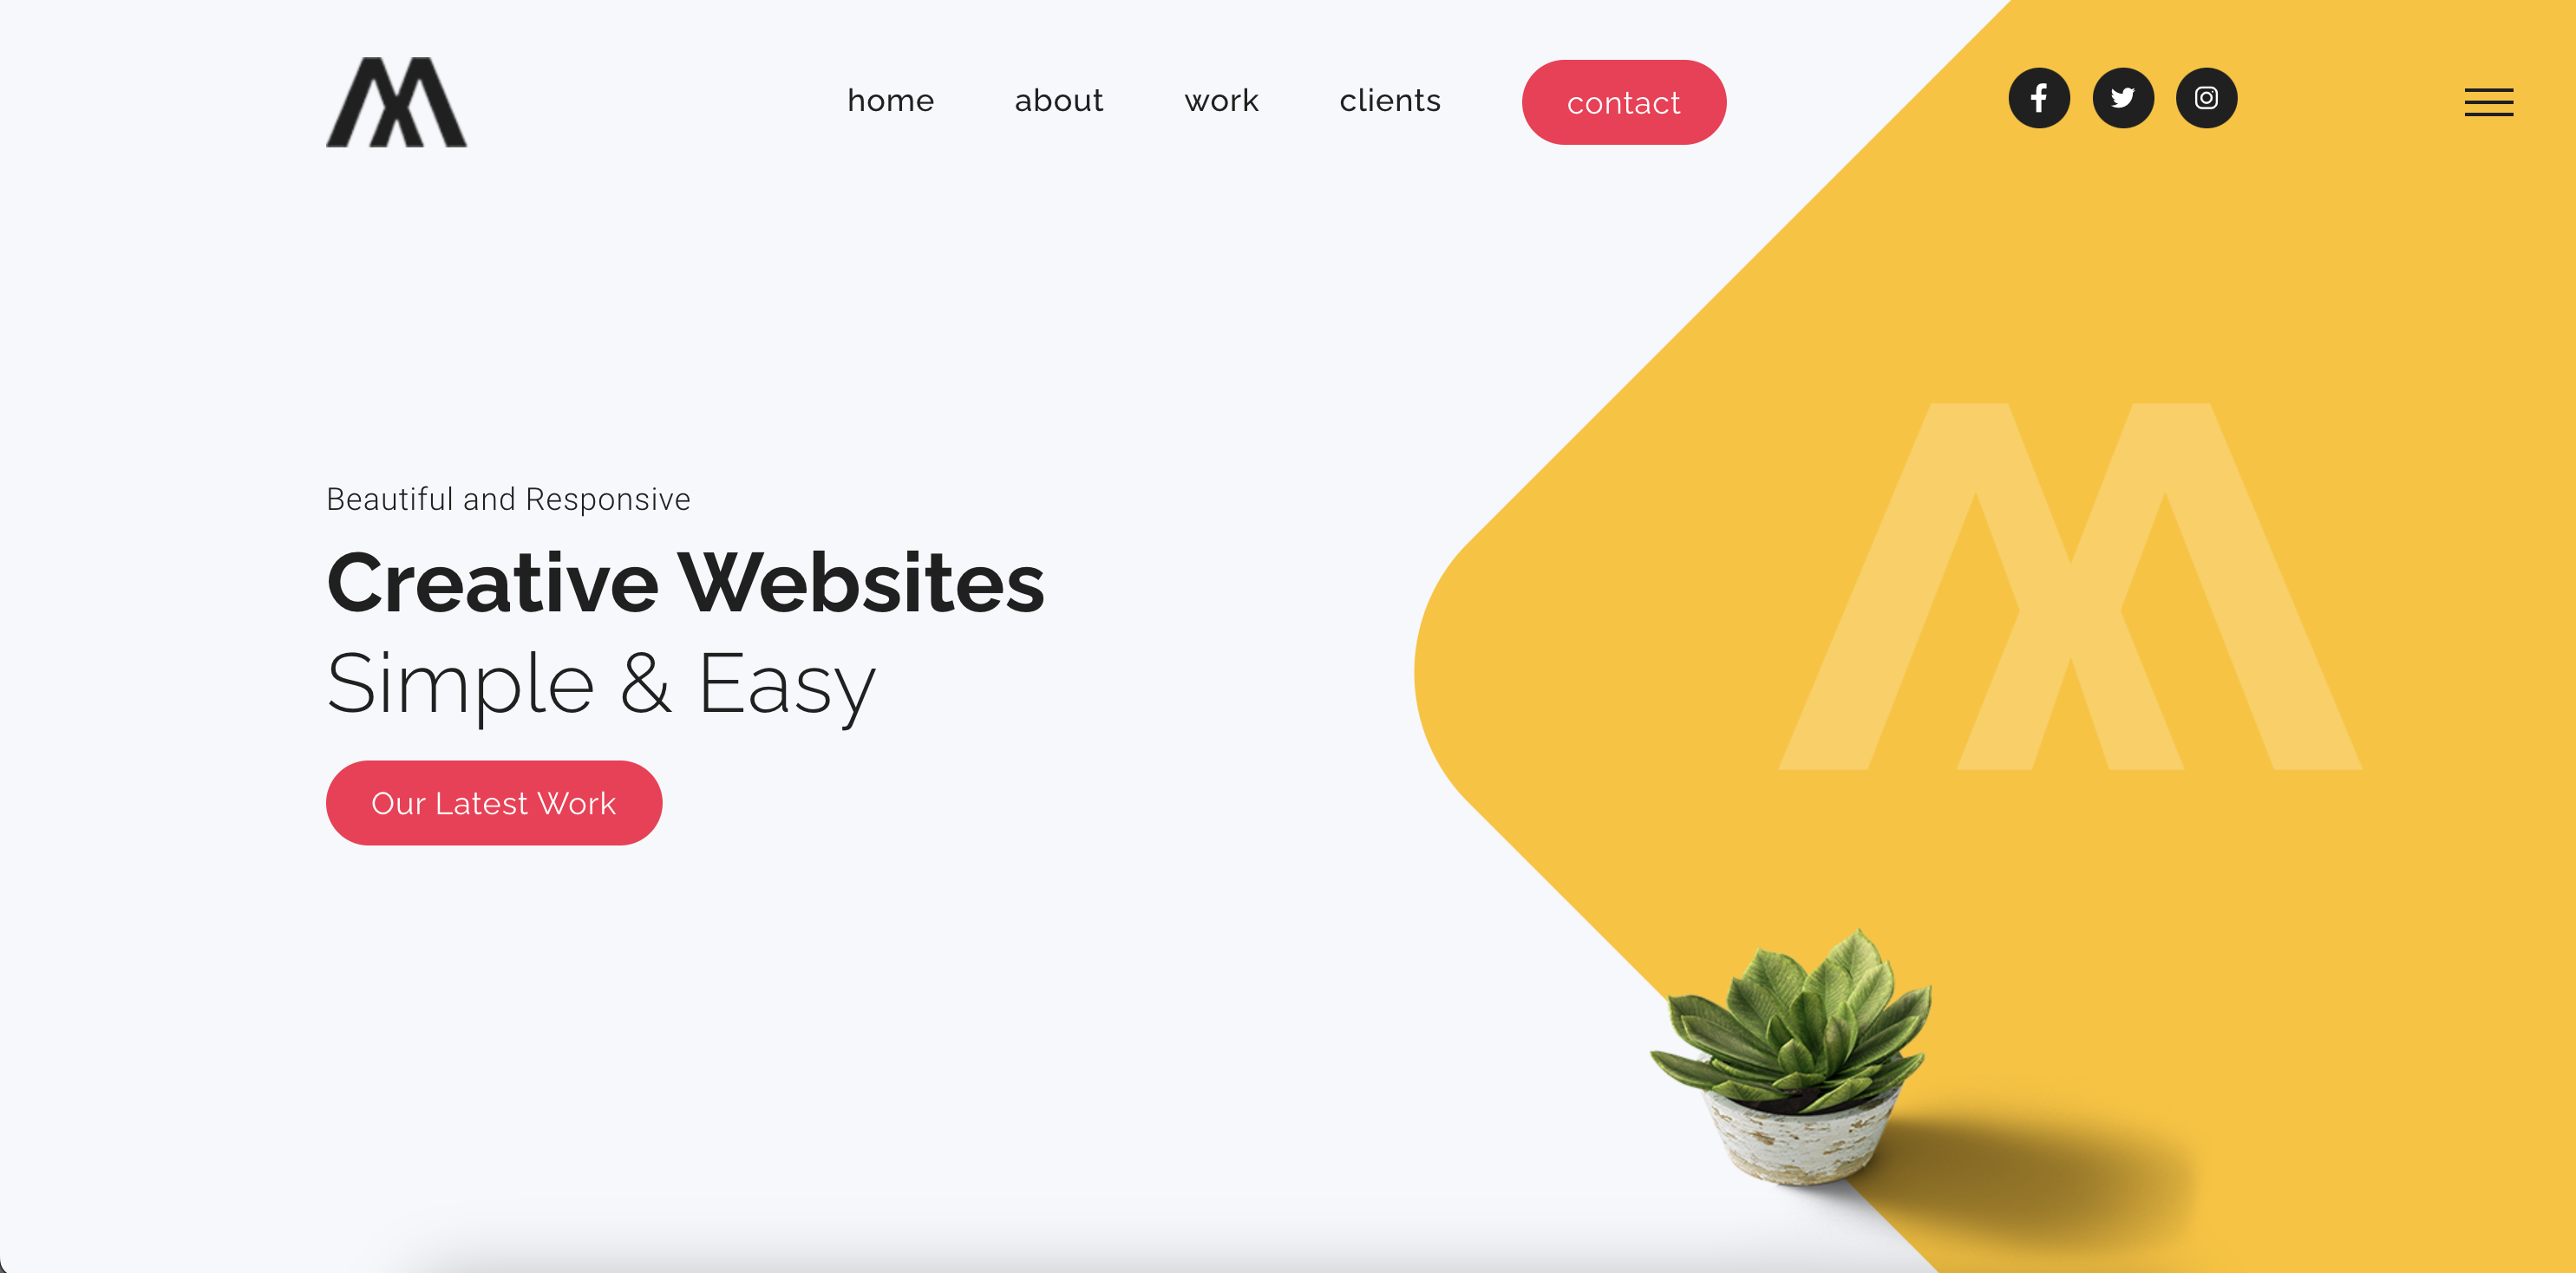 home about work clients contact
Beautiful and Responsive
Creative Websites
Simple & Easy
Our Latest Work